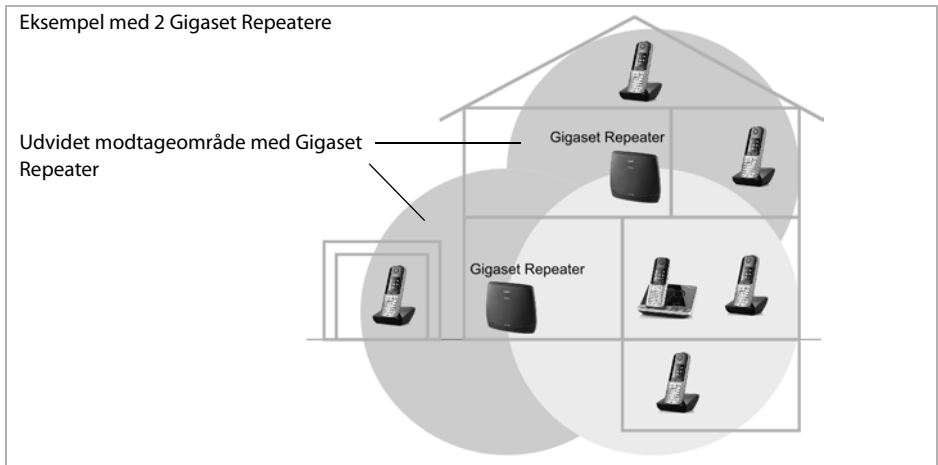 Eksempel med 2 Gigaset Repeatere
Udvidet modtageområde med Gigaset
Repeater
Gigaset Repeater
Gigaset Repeater